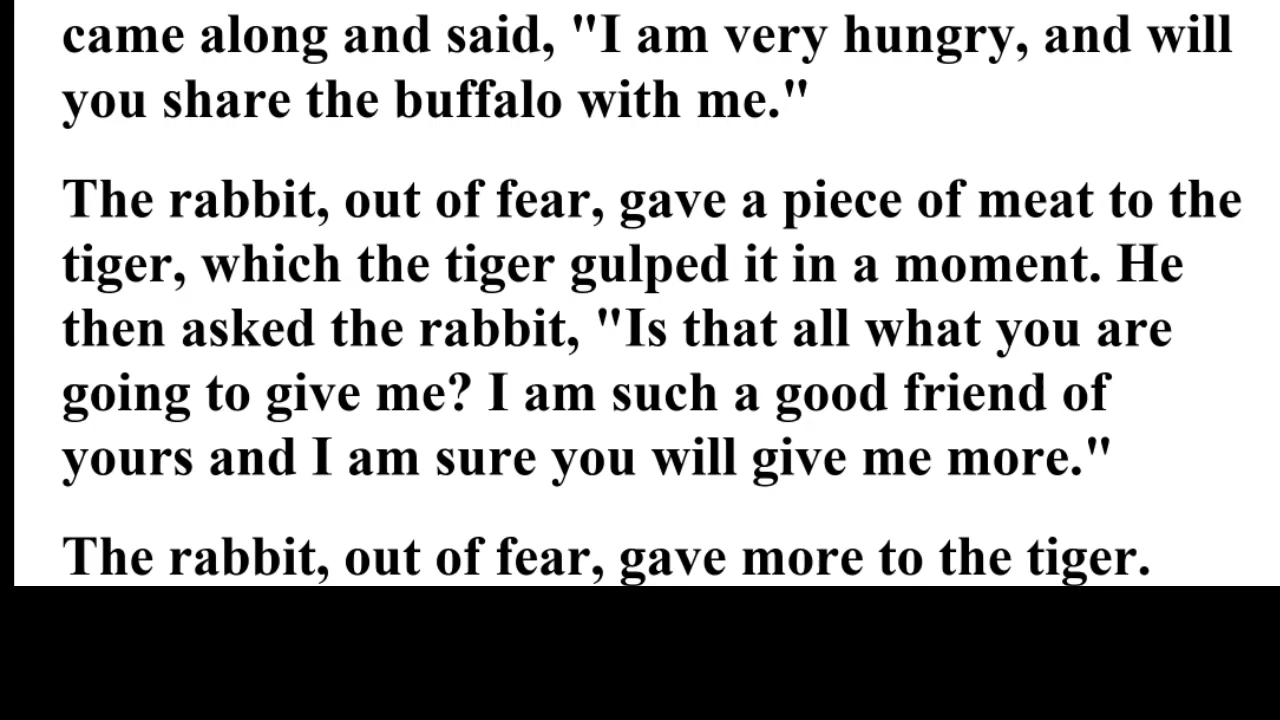 came along and said, "I am very hungry, and will
you share the buffalo with me."
The rabbit, out of fear, gave a piece of meat to the
tiger, which the tiger gulped it in a moment. He
then asked the rabbit, "Is that all what you are
going to give me? I am such a good friend of
yours and I am sure you will give me more."
The rabbit, out of fear, gave more to the tiger.